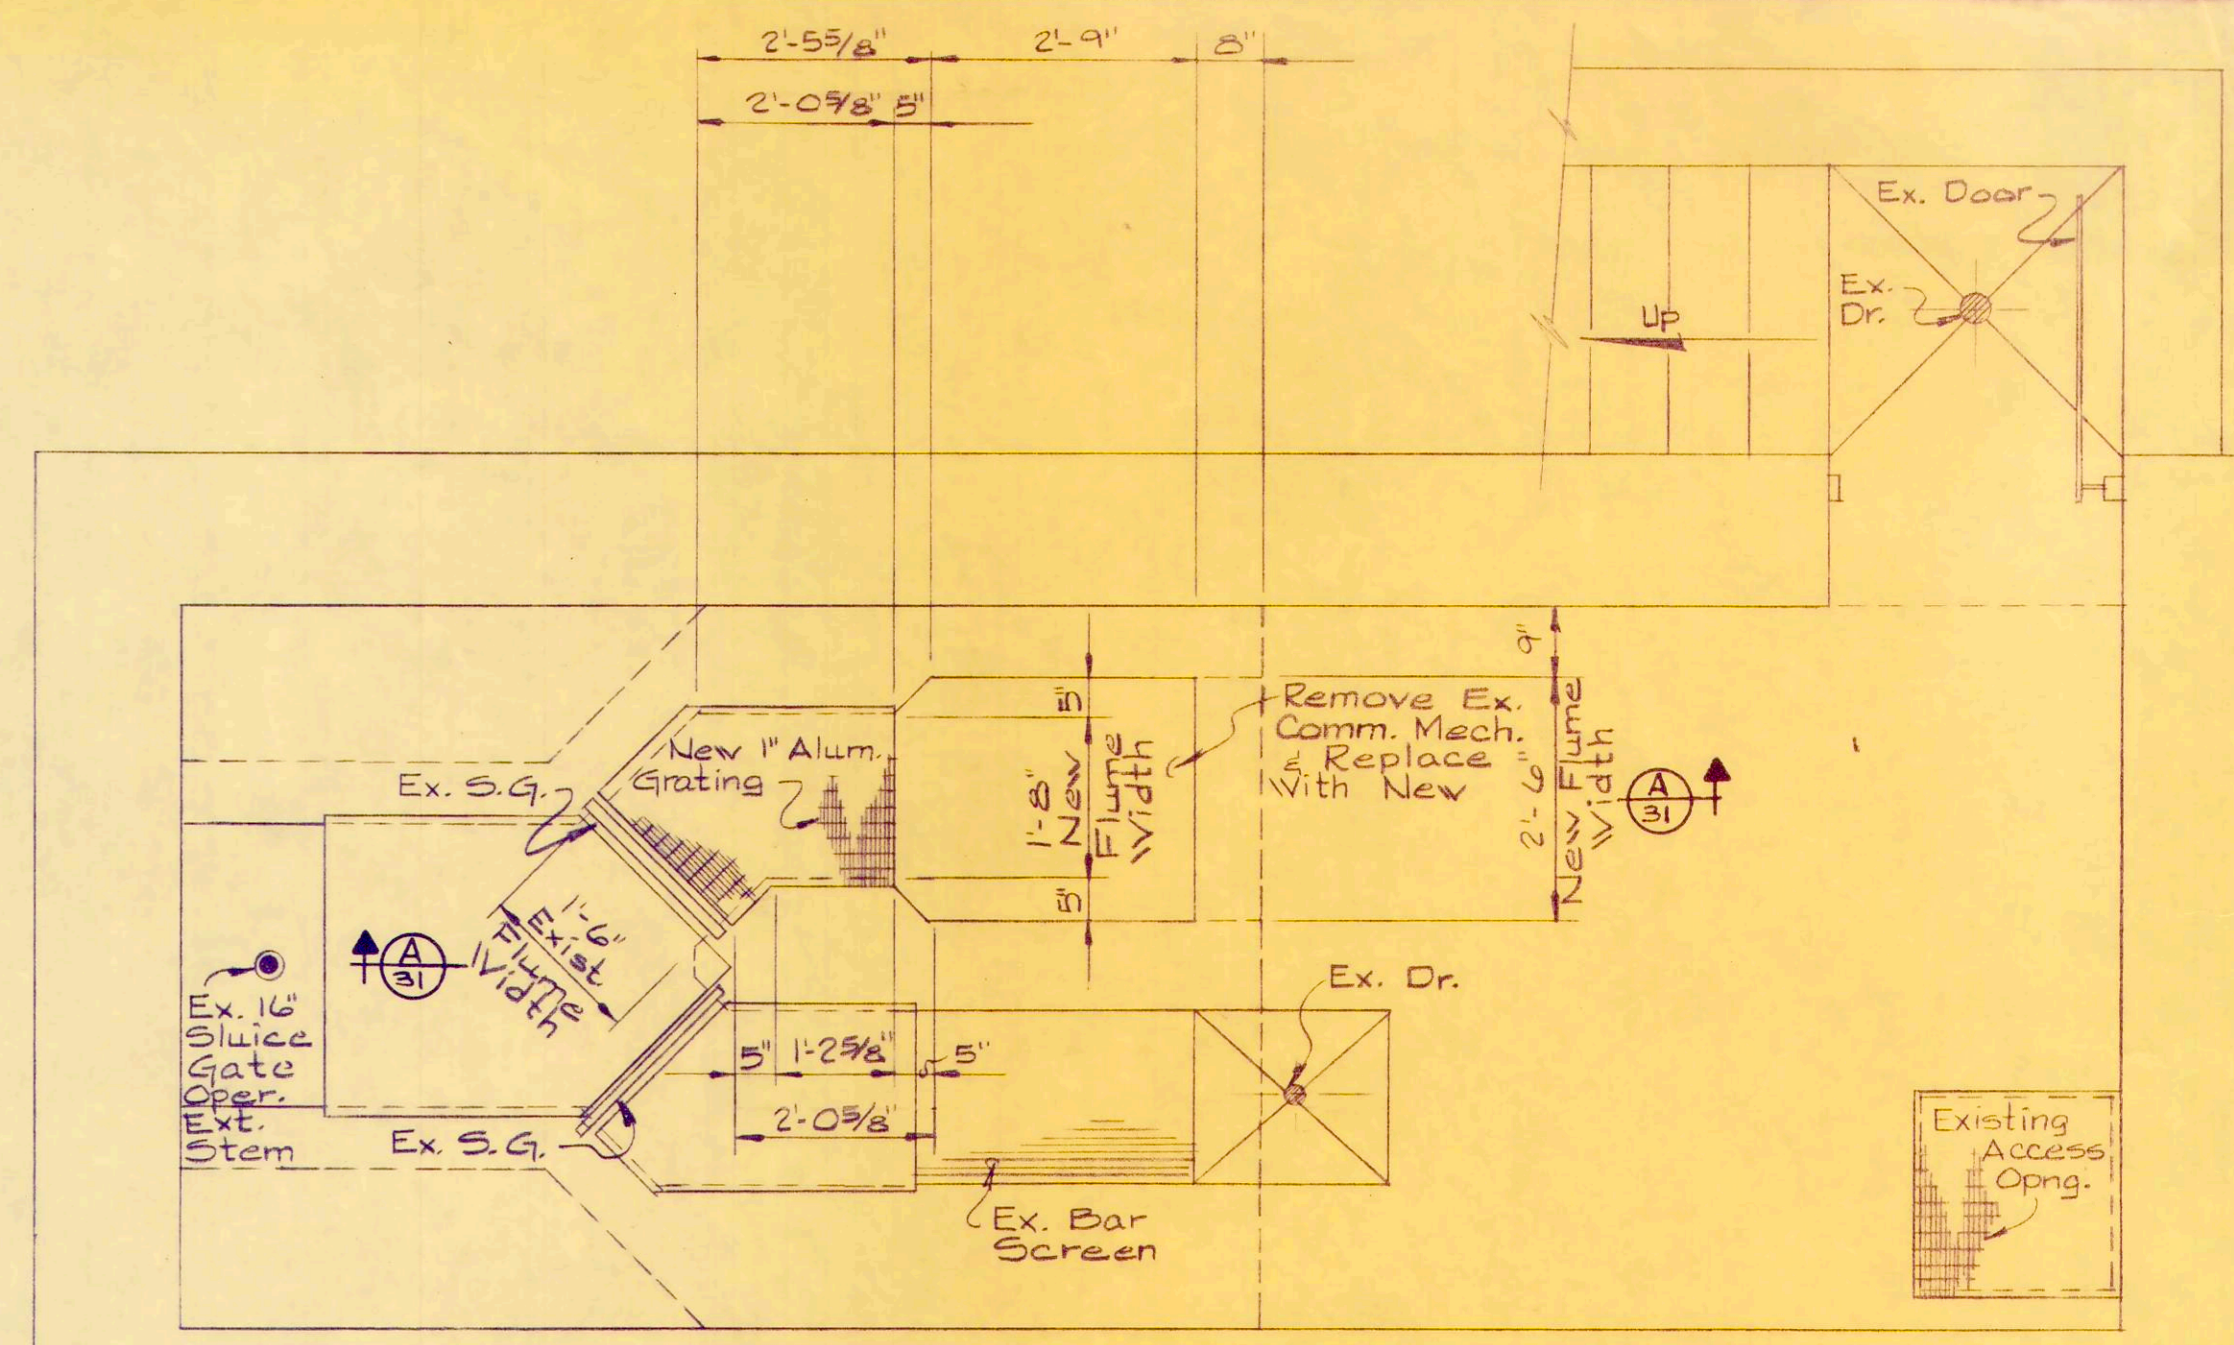 2'-5 5/8" 2'-9" 8"
2'-0 5/8" 5"
Ex. Door
Ex.
Dr.
Up
9"
5"
1'-8"
New
Flume
Width
5"
Remove Ex.
Comm. Mech.
& Replace
With New
2'-6"
New Flume
Width
A
31
New 1" Alum.
Grating
Ex. S.G.
1'-6"
Exist
Flume
Width
A
31
Ex. 16"
Sluice
Gate
Oper.
Ext.
Stem
Ex. S.G.
5" 1'-2 5/8" 5"
2'-0 5/8"
Ex. Dr.
Ex. Bar
Screen
Existing
Access
Opng.